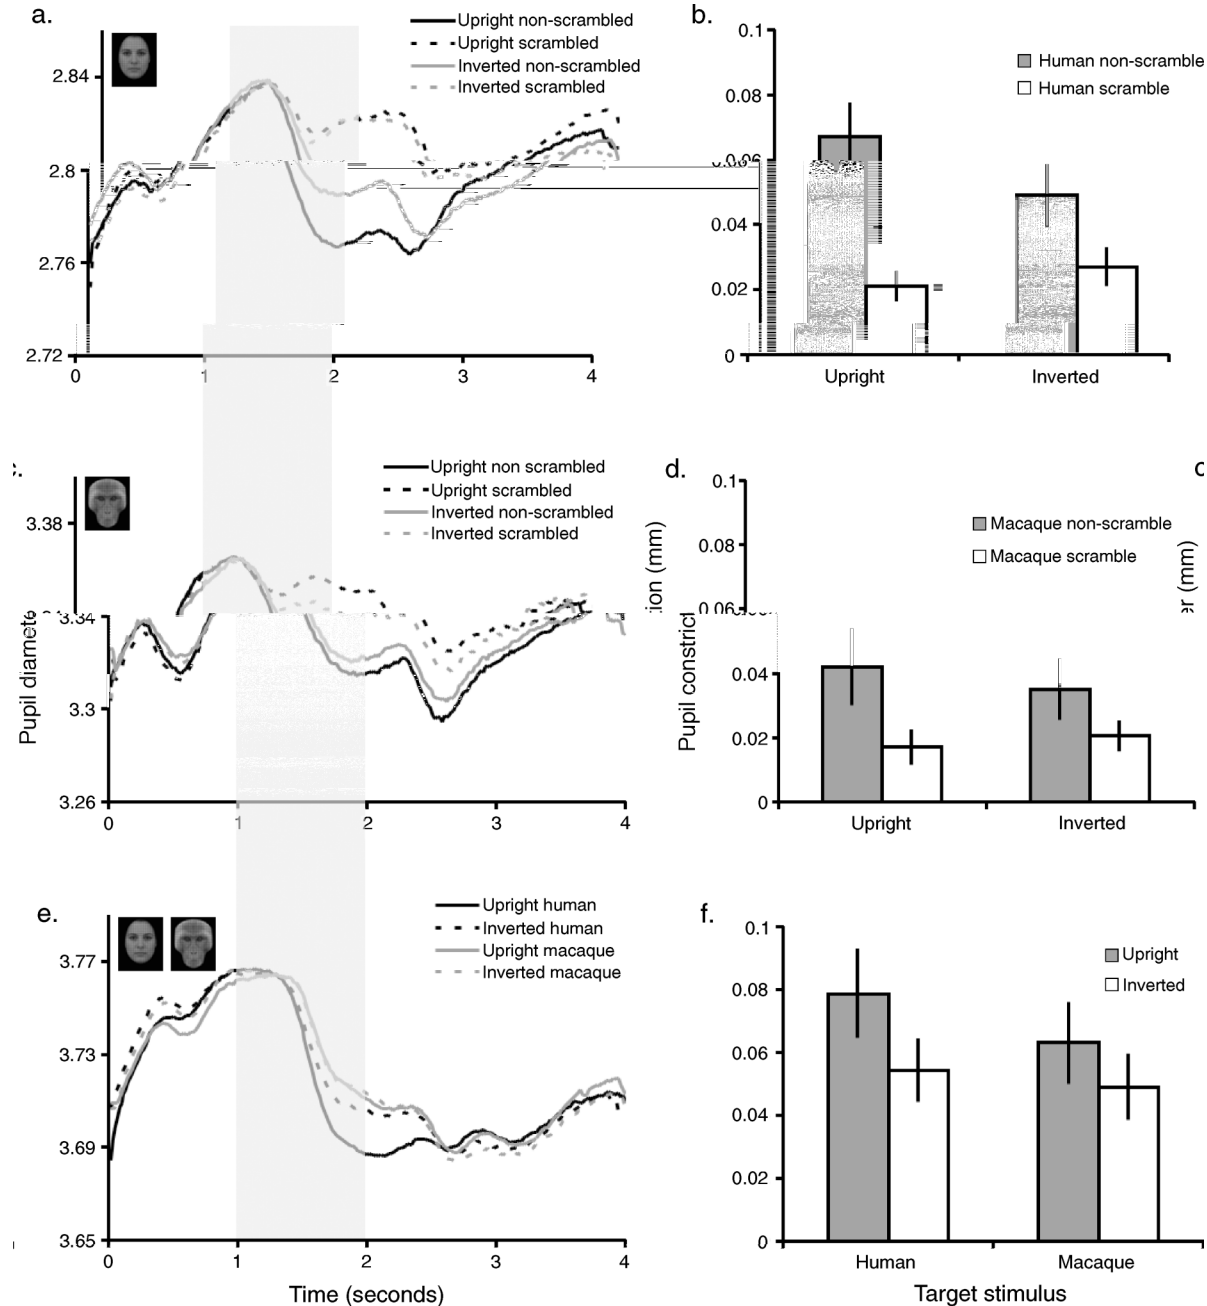 a.
Upright non-scrambled
Upright scrambled
Inverted non-scrambled
Inverted scrambled
2.84
2.8
2.76
2.72
0 1 2 3 4
b.
Human non-scramble
Human scramble
0.1
0.08
0.04
0.02
0
Upright Inverted
c.
Upright non scrambled
Upright scrambled
Inverted non-scrambled
Inverted scrambled
3.38
3.34
3.3
3.26
0 1 2 3 4
d.
Macaque non-scramble
Macaque scramble
0.1
0.08
0.06
0.04
0.02
0
Upright Inverted
e.
Upright human
Inverted human
Upright macaque
Inverted macaque
3.77
3.73
3.69
3.65
0 1 2 3 4
Time (seconds)
f.
Upright
Inverted
0.1
0.08
0.06
0.04
0.02
0
Human Macaque
Target stimulus
Pupil
(mm)
(mm)